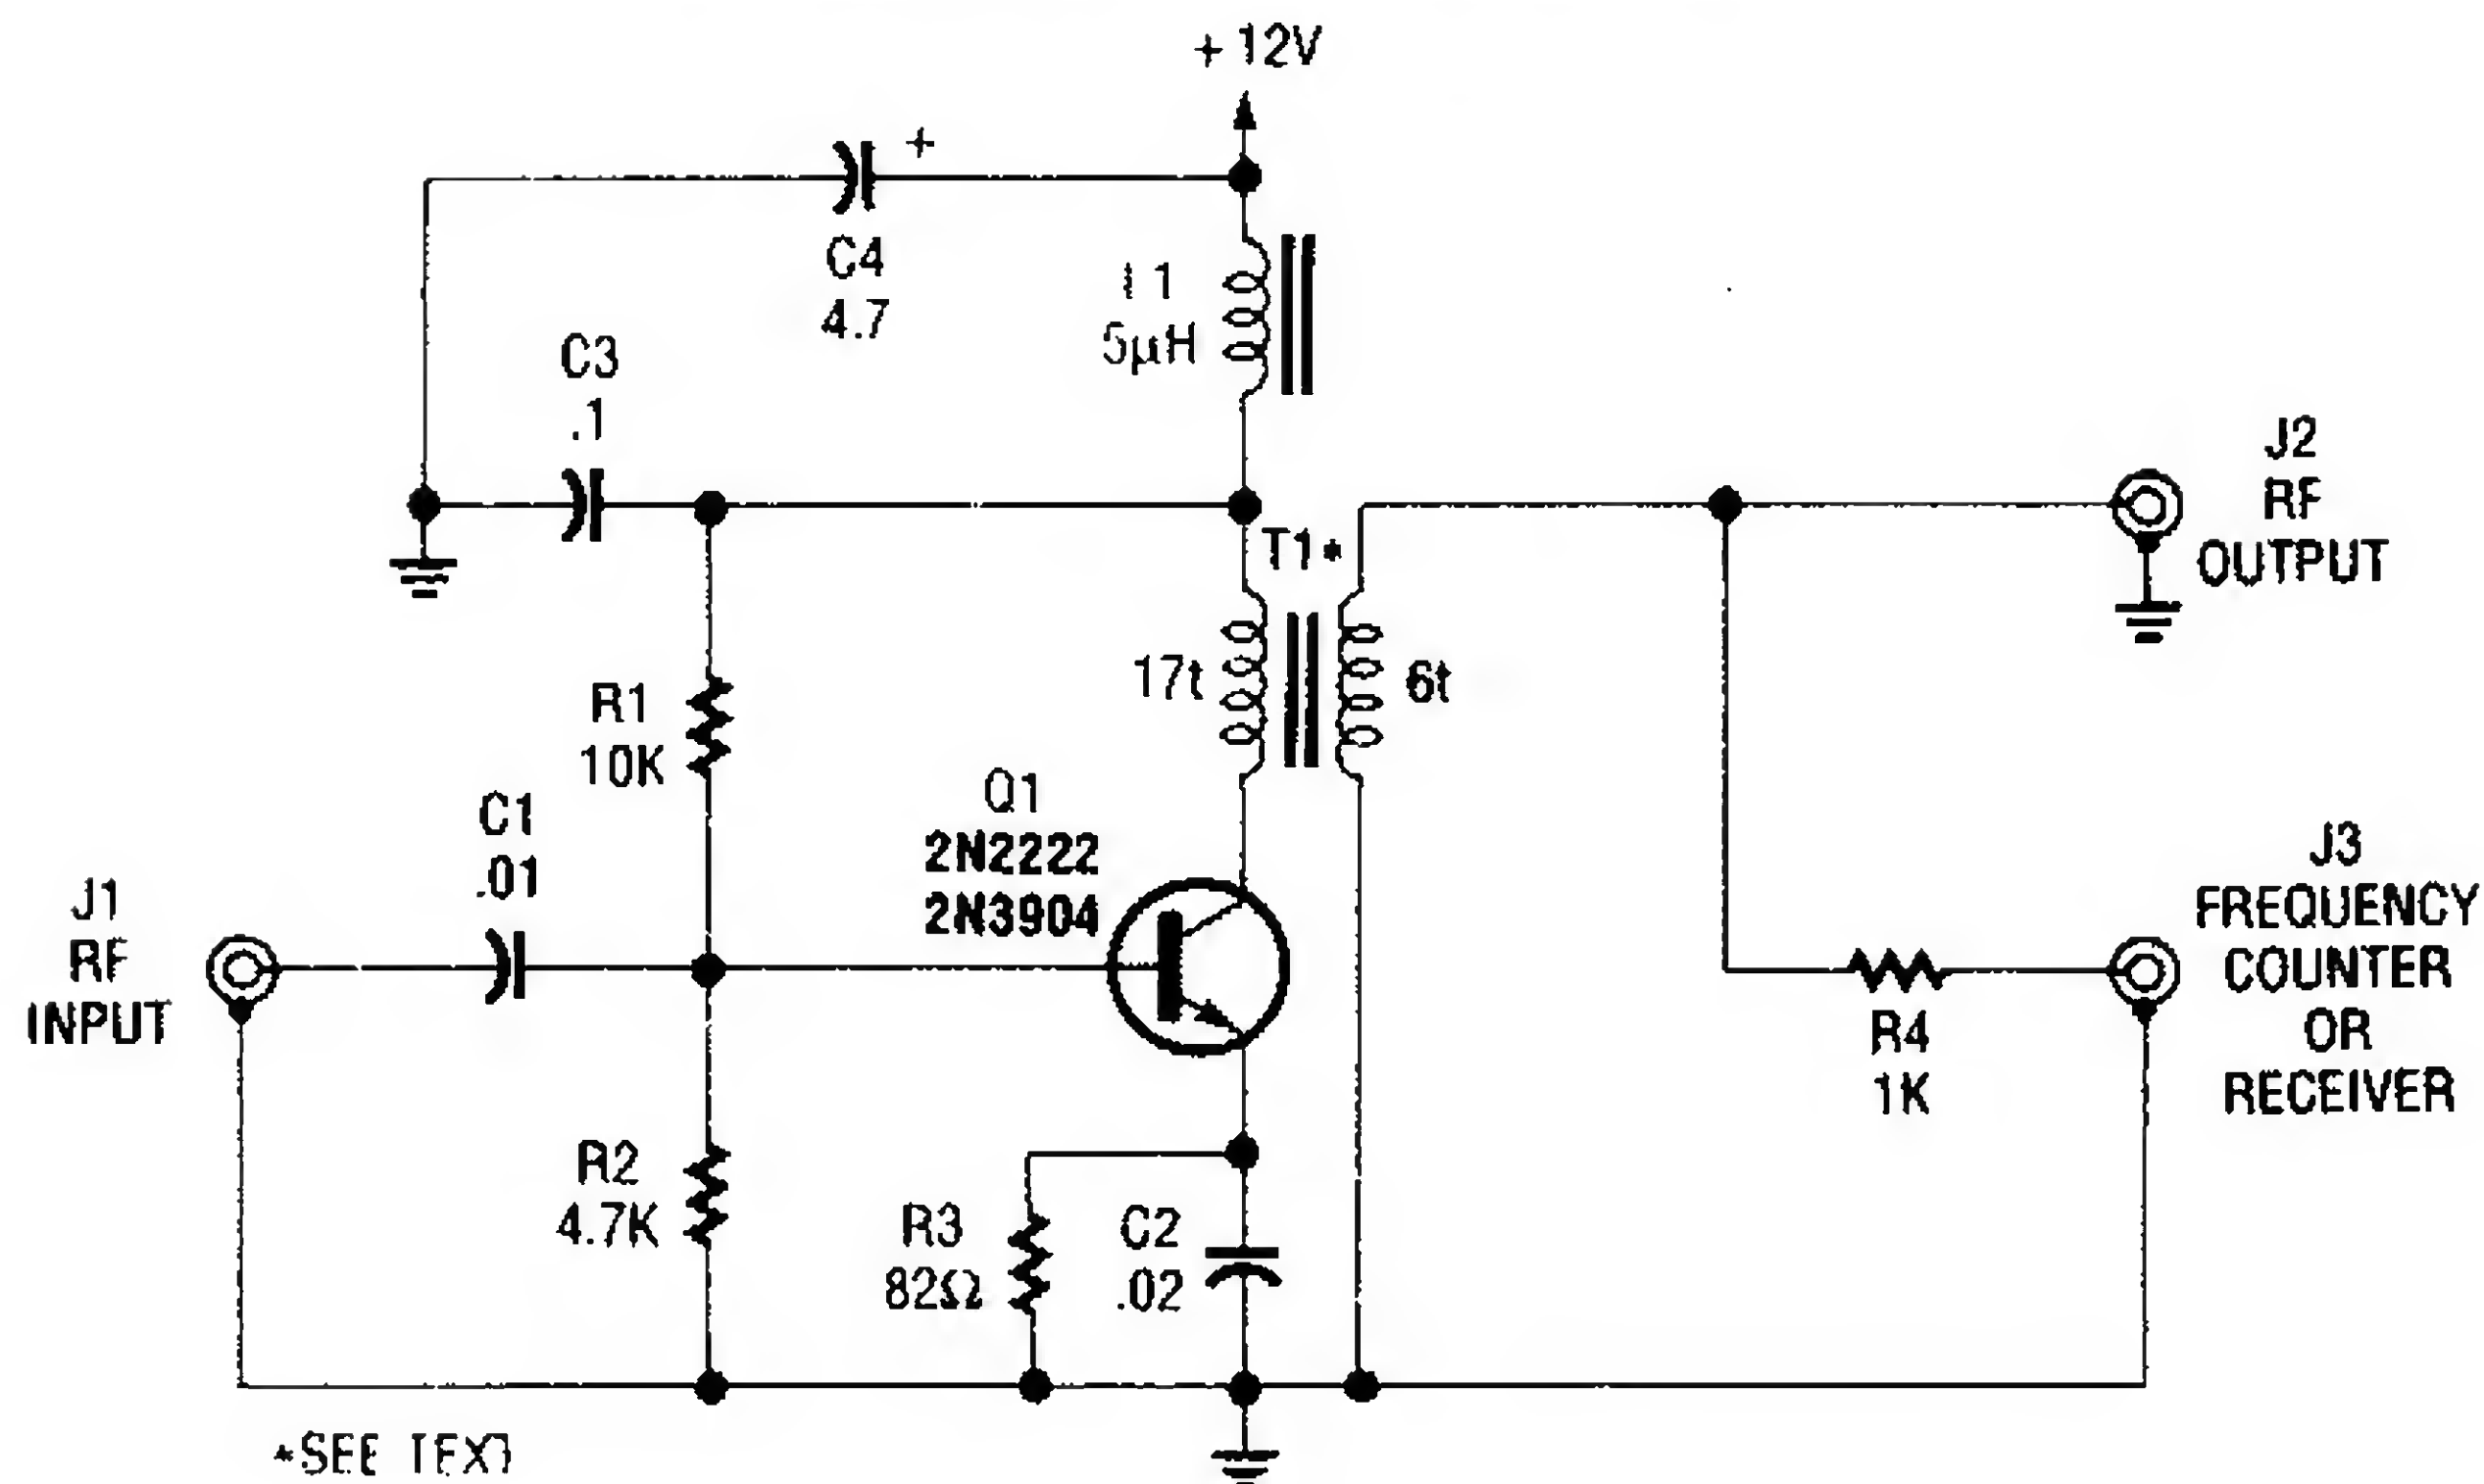 +12V
+
C4
4.7
L1
5µH
C3
.1
J2
RF
OUTPUT
T1*
17t
6t
R1
10K
Q1
2N2222
2N3904
C1
.01
J1
RF
INPUT
J3
FREQUENCY
COUNTER
OR
RECEIVER
R4
1K
R2
4.7K
R3
82Ω
C2
.02
*SEE TEXT